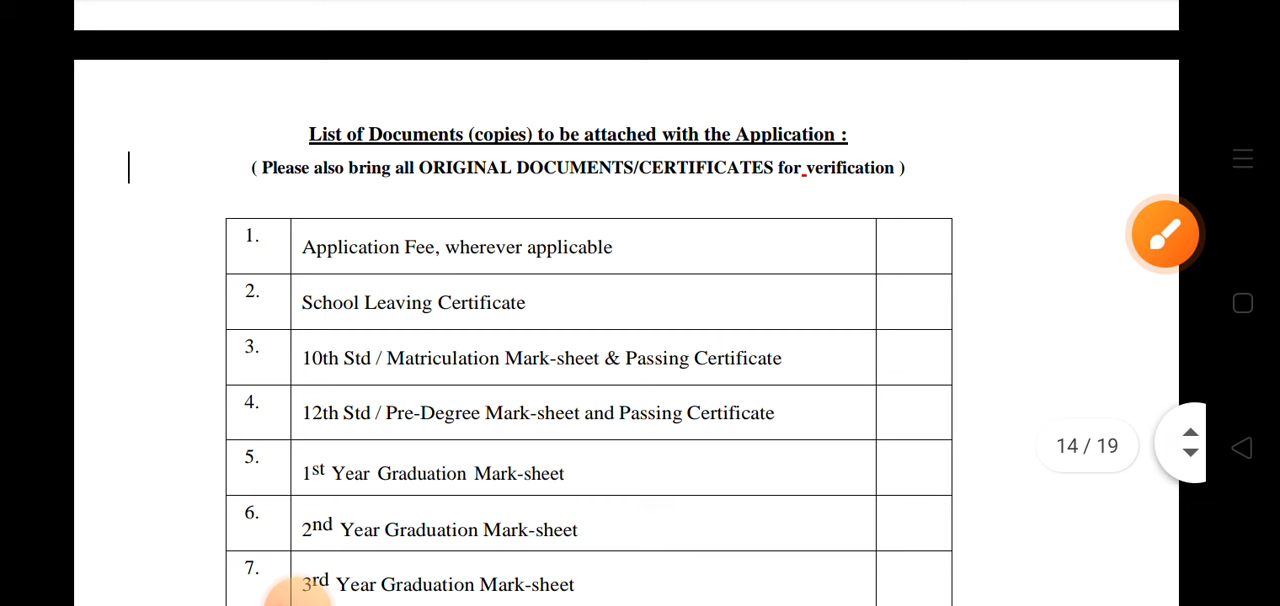 List of Documents (copies) to be attached with the Application :
( Please also bring all ORIGINAL DOCUMENTS/CERTIFICATES for verification )
1. Application Fee, wherever applicable
2. School Leaving Certificate
3. 10th Std / Matriculation Mark-sheet & Passing Certificate
4. 12th Std / Pre-Degree Mark-sheet and Passing Certificate
14 / 19
5. 1st Year Graduation Mark-sheet
6. 2nd Year Graduation Mark-sheet
7. 3rd Year Graduation Mark-sheet